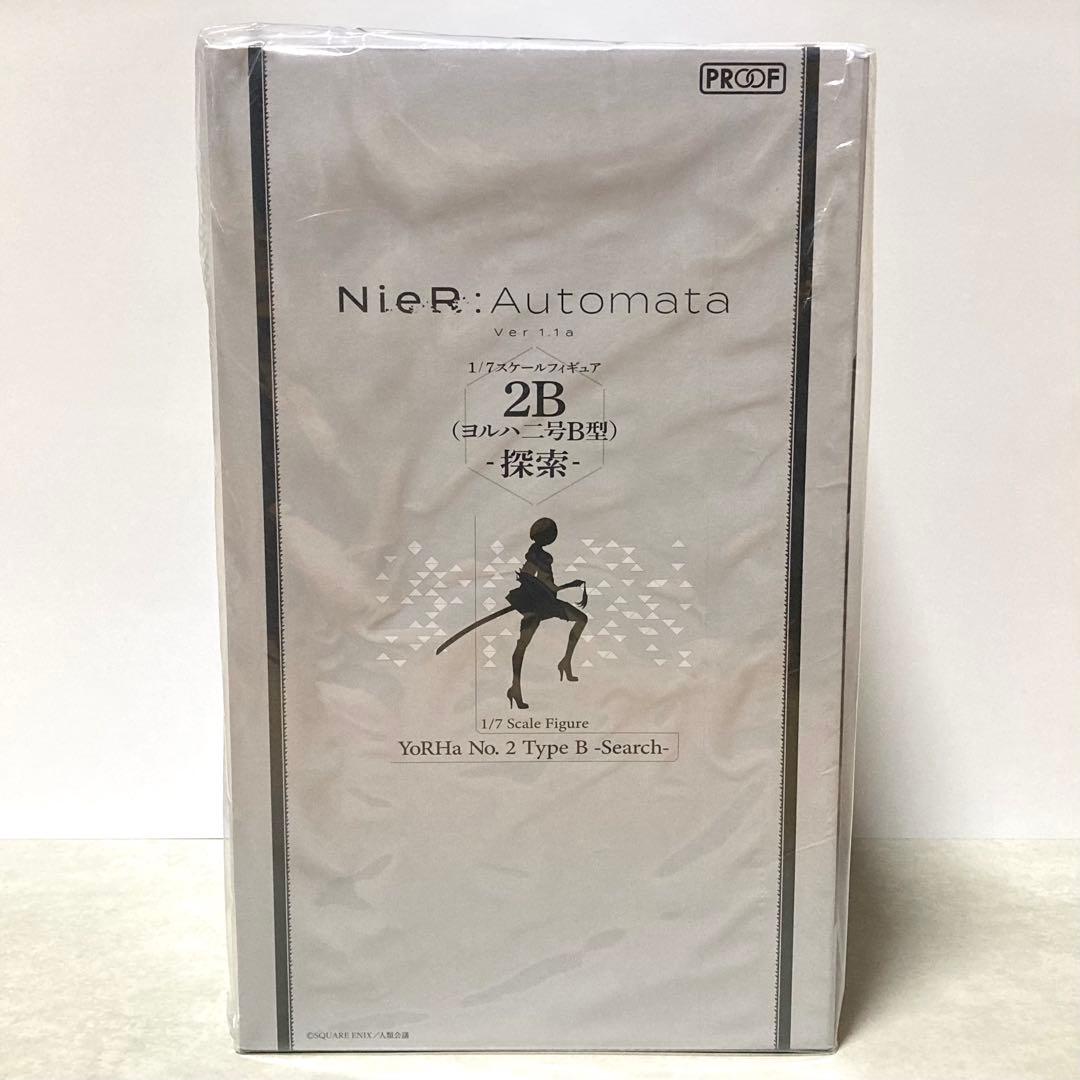 PROOF
NieR:Automata
Ver 1.1a
1/7スケールフィギュア
2B
(ヨルハ二号B型)
-探索-
1/7 Scale Figure
YoRHa No. 2 Type B -Search-
©SQUARE ENIX/人類会議